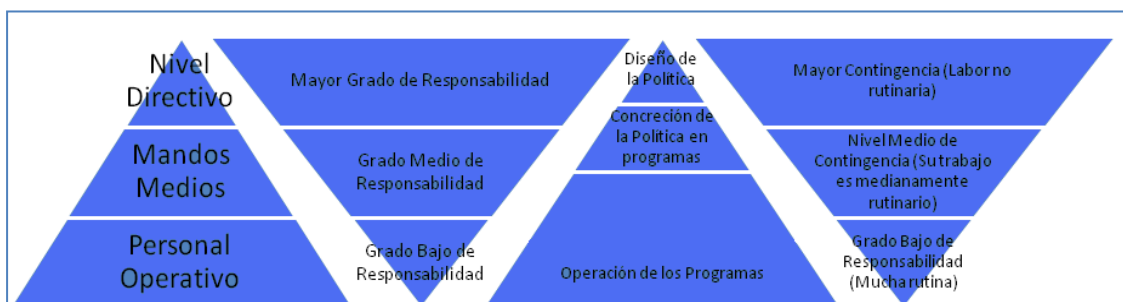 Nivel
Directivo
Mandos
Medios
Personal
Operativo
Mayor Grado de Responsabilidad
Grado Medio de
Responsabilidad
Grado Bajo de
Responsabilidad
Diseño de
la Política
Concreción de
la Política en
programas
Operación de los Programas
Mayor Contingencia (Labor no
rutinaria)
Nivel Medio de
Contingencia (Su trabajo
es medianamente
rutinario)
Grado Bajo de
Responsabilidad
(Mucha rutina)